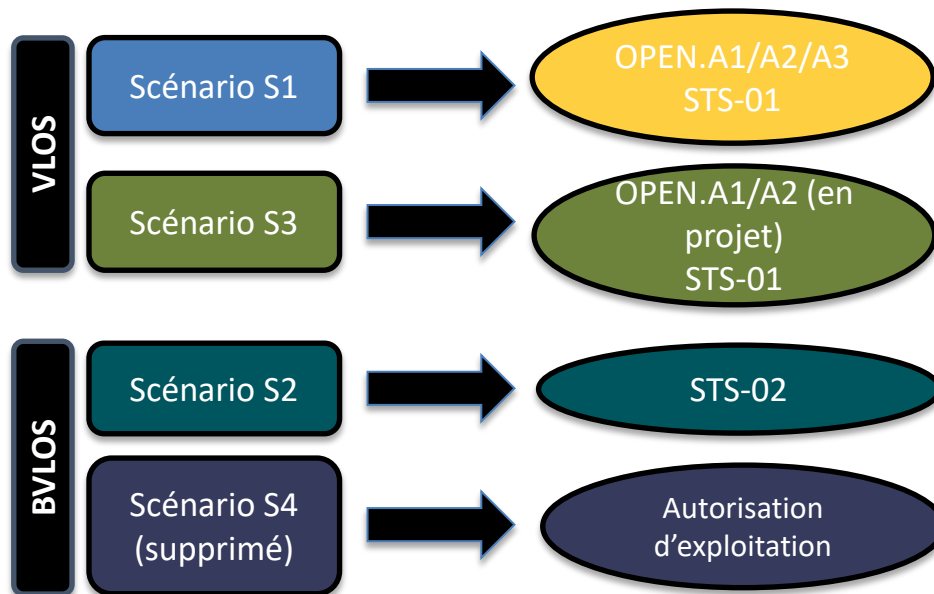 VLOS
Scénario S1
OPEN.A1/A2/A3
STS-01
Scénario S3
OPEN.A1/A2 (en
projet)
STS-01
BVLOS
Scénario S2
STS-02
Scénario S4
(supprimé)
Autorisation
d’exploitation